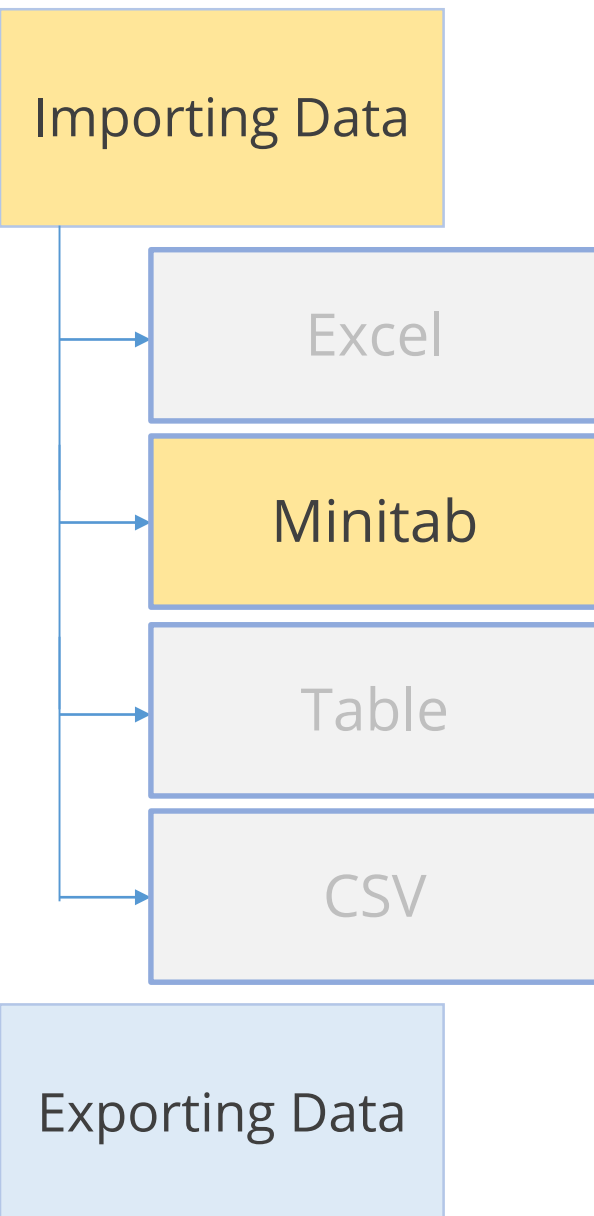 Importing Data
Excel
Minitab
Table
CSV
Exporting Data